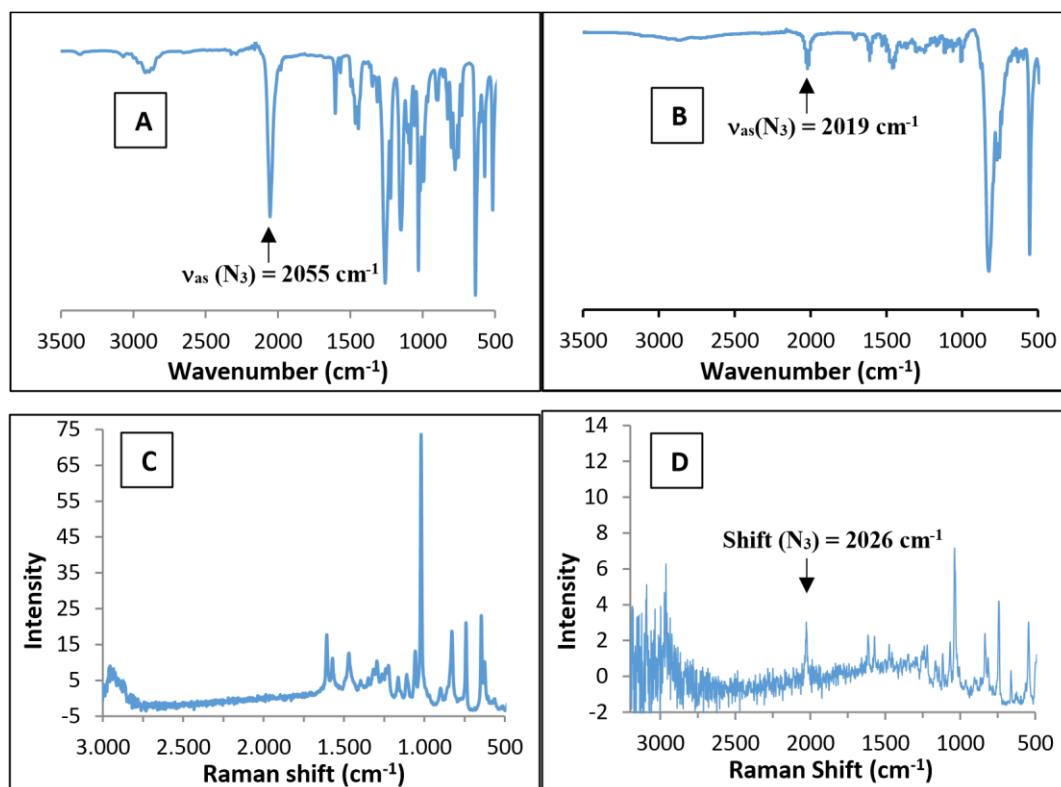 A
νas (N3) = 2055 cm-1
3500 3000 2500 2000 1500 1000 500
Wavenumber (cm-1)
B
νas(N3) = 2019 cm-1
3500 3000 2500 2000 1500 1000 500
Wavenumber (cm-1)
C
75
65
55
45
35
25
15
5
-5
Intensity
3.000 2.500 2.000 1.500 1.000 500
Raman shift (cm-1)
D
14
12
10
8
6
4
2
0
-2
Intensity
Shift (N3) = 2026 cm-1
3000 2500 2000 1500 1000 500
Raman Shift (cm-1)